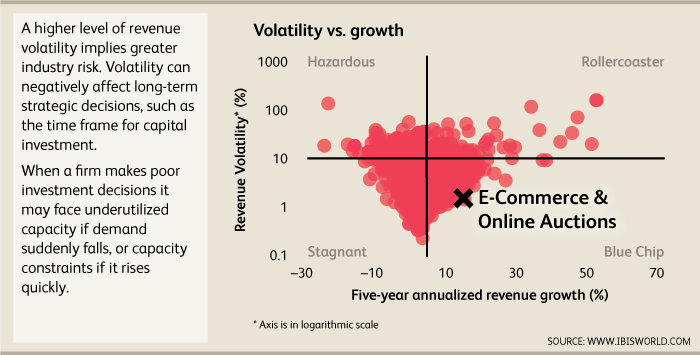 A higher level of revenue
volatility implies greater
industry risk. Volatility can
negatively affect long-term
strategic decisions, such as
the time frame for capital
investment.
When a firm makes poor
investment decisions it
may face underutilized
capacity if demand
suddenly falls, or capacity
constraints if it rises
quickly.
Volatility vs. growth
Revenue Volatility* (%)
1000
100
10
1
0.1
Hazardous
Rollercoaster
E-Commerce &
Online Auctions
Stagnant
Blue Chip
−30 −10 10 30 50 70
Five-year annualized revenue growth (%)
* Axis is in logarithmic scale
SOURCE: WWW.IBISWORLD.COM